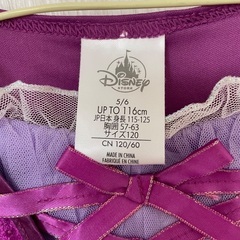 Disney
STORE
5/6
UP TO 116cm
JP日本 身長 115-125
胸囲 57-63
サイズ120
CN 120/60
MADE IN CHINA
FABRIQUÉ EN CHINE